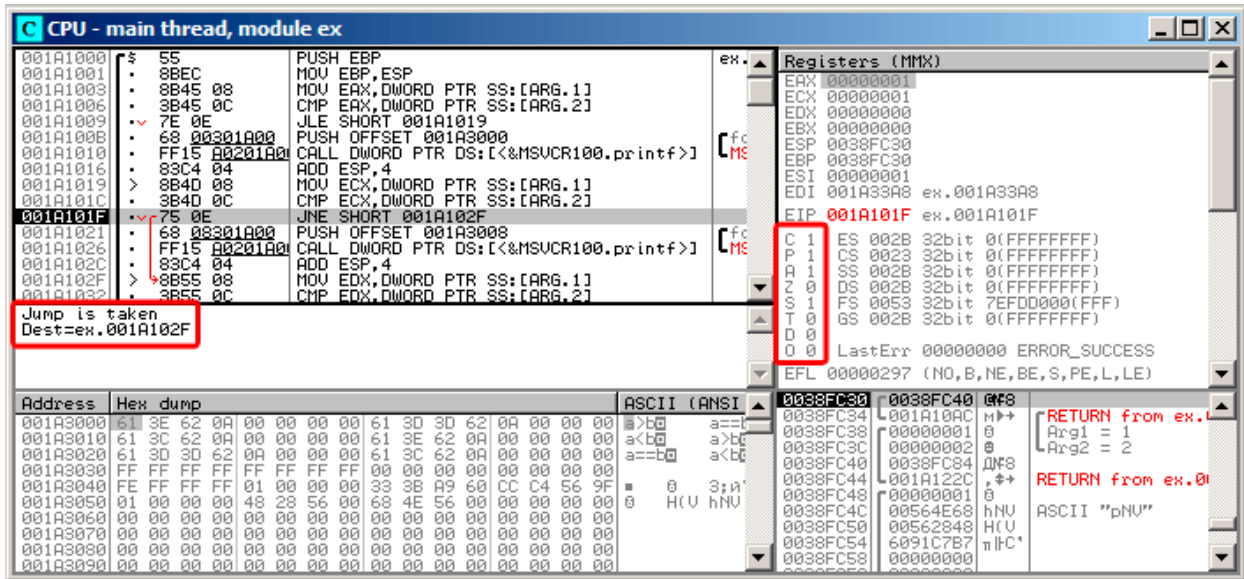 CPU - main thread, module ex
001A1000 $ 55 PUSH EBP ex.
001A1001 . 8BEC MOV EBP,ESP
001A1003 . 8B45 08 MOV EAX,DWORD PTR SS:[ARG.1]
001A1006 . 3B45 0C CMP EAX,DWORD PTR SS:[ARG.2]
001A1009 . 7E 0E JLE SHORT 001A1019
001A100B . 68 00301A00 PUSH OFFSET 001A3000
001A1010 . FF15 A0201A0 CALL DWORD PTR DS:[<&MSVCR100.printf>] MS
001A1016 . 83C4 04 ADD ESP,4
001A1019 > 8B4D 08 MOV ECX,DWORD PTR SS:[ARG.1]
001A101C . 3B4D 0C CMP ECX,DWORD PTR SS:[ARG.2]
001A101F . 75 0E JNE SHORT 001A102F
001A1021 . 68 08301A00 PUSH OFFSET 001A3008
001A1026 . FF15 A0201A0 CALL DWORD PTR DS:[<&MSVCR100.printf>] MS
001A102C . 83C4 04 ADD ESP,4
001A102F > 8B55 08 MOV EDX,DWORD PTR SS:[ARG.1]
001A1032 . 3B55 0C CMP EDX,DWORD PTR SS:[ARG.2]
Jump is taken
Dest=ex.001A102F
Registers (MMX)
EAX 00000001
ECX 00000001
EDX 00000000
EBX 00000000
ESP 0038FC30
EBP 0038FC30
ESI 00000001
EDI 001A33A8 ex.001A33A8
EIP 001A101F ex.001A101F
C 1 ES 002B 32bit 0(FFFFFFFF)
P 1 CS 0023 32bit 0(FFFFFFFF)
A 1 SS 002B 32bit 0(FFFFFFFF)
Z 0 DS 002B 32bit 0(FFFFFFFF)
S 1 FS 0053 32bit 7EFDD000(FFF)
T 0 GS 002B 32bit 0(FFFFFFFF)
D 0
O 0 LastErr 00000000 ERROR_SUCCESS
EFL 00000297 (NO,B,NE,BE,S,PE,L,LE)
Address Hex dump ASCII (ANSI
001A3000 61 3E 62 0A 00 00 00 00 61 3D 3D 62 0A 00 00 00 a>b a==b
001A3010 61 3C 62 0A 00 00 00 00 61 3E 62 0A 00 00 00 00 a<b a>b
001A3020 61 3D 3D 62 0A 00 00 00 61 3C 62 0A 00 00 00 00 a==b a<b
001A3030 FF FF FF FF FF FF FF FF 00 00 00 00 00 00 00 00
001A3040 FE FF FF FF 01 00 00 00 33 3B A9 60 CC C4 56 9F
001A3050 01 00 00 00 48 28 56 00 68 4E 56 00 00 00 00 00 H(V hNV
001A3060 00 00 00 00 00 00 00 00 00 00 00 00 00 00 00 00
001A3070 00 00 00 00 00 00 00 00 00 00 00 00 00 00 00 00
001A3080 00 00 00 00 00 00 00 00 00 00 00 00 00 00 00 00
001A3090 00 00 00 00 00 00 00 00 00 00 00 00 00 00 00 00
0038FC30 0038FC40
0038FC34 001A10AC RETURN from ex.
0038FC38 00000001 Arg1 = 1
0038FC3C 00000002 Arg2 = 2
0038FC40 0038FC84
0038FC44 001A122C RETURN from ex.0
0038FC48 00000001
0038FC4C 00564E68 hNV ASCII "pNV"
0038FC50 00562848 H(V
0038FC54 6091C7B7
0038FC58 00000000